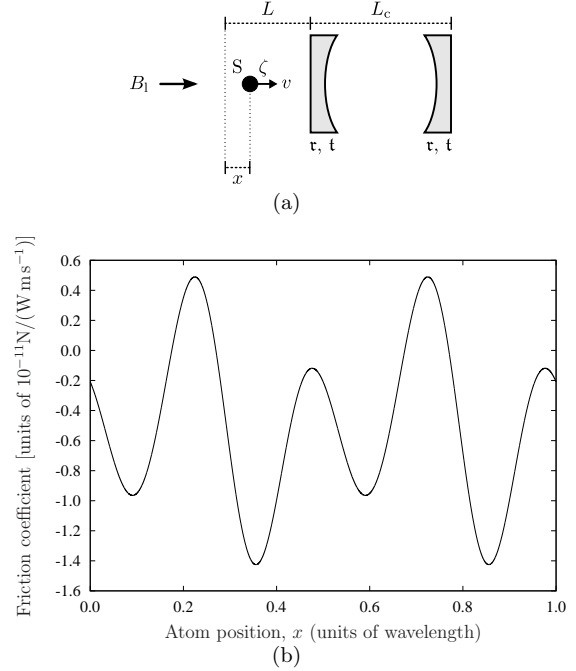 L L_c
B_l S ζ v
𝔯, 𝔱 𝔯, 𝔱
x
(a)
Friction coefficient [units of 10⁻¹¹N/(W ms⁻¹)]
0.6
0.4
0.2
0.0
-0.2
-0.4
-0.6
-0.8
-1.0
-1.2
-1.4
-1.6
0.0 0.2 0.4 0.6 0.8 1.0
Atom position, x (units of wavelength)
(b)